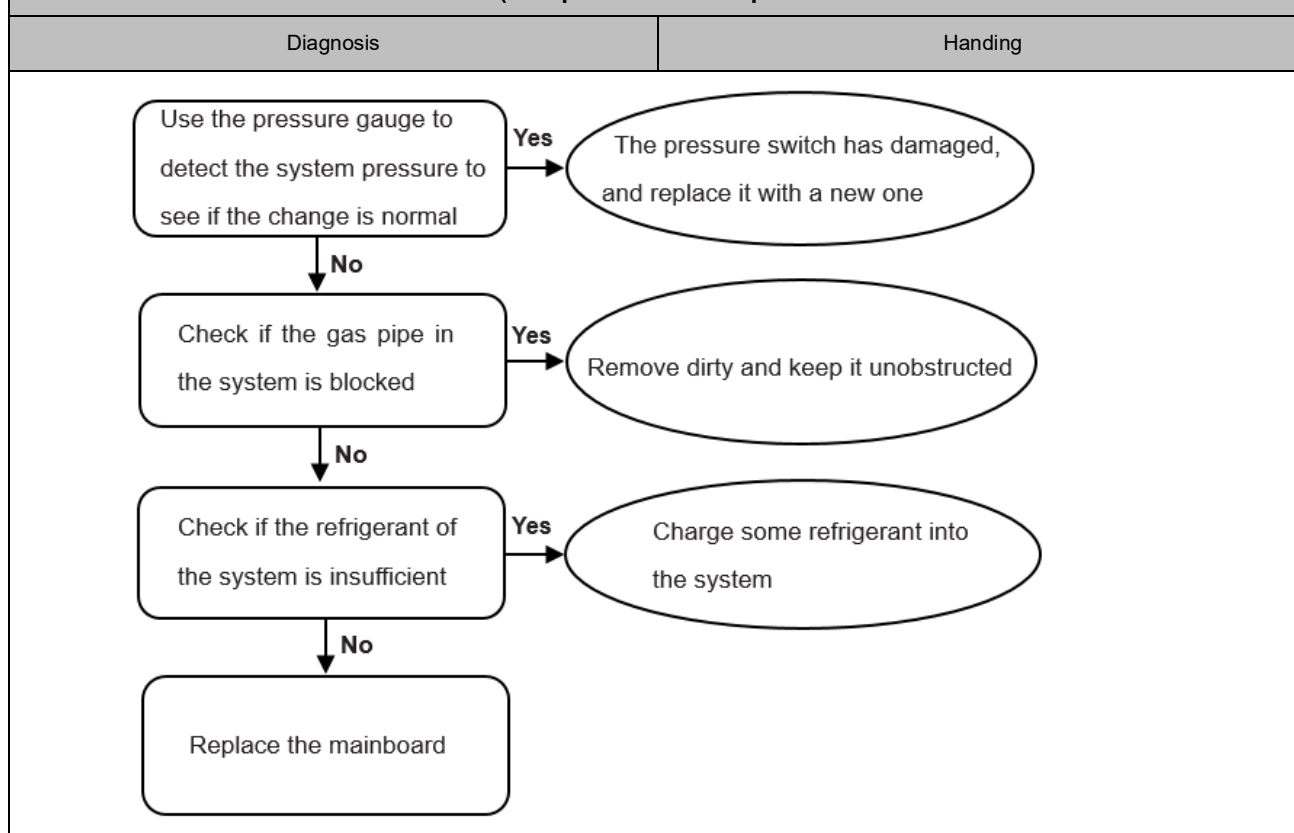 Diagnosis
Handing
Use the pressure gauge to
detect the system pressure to
see if the change is normal
Yes
The pressure switch has damaged,
and replace it with a new one
No
Check if the gas pipe in
the system is blocked
Yes
Remove dirty and keep it unobstructed
No
Check if the refrigerant of
the system is insufficient
Yes
Charge some refrigerant into
the system
No
Replace the mainboard